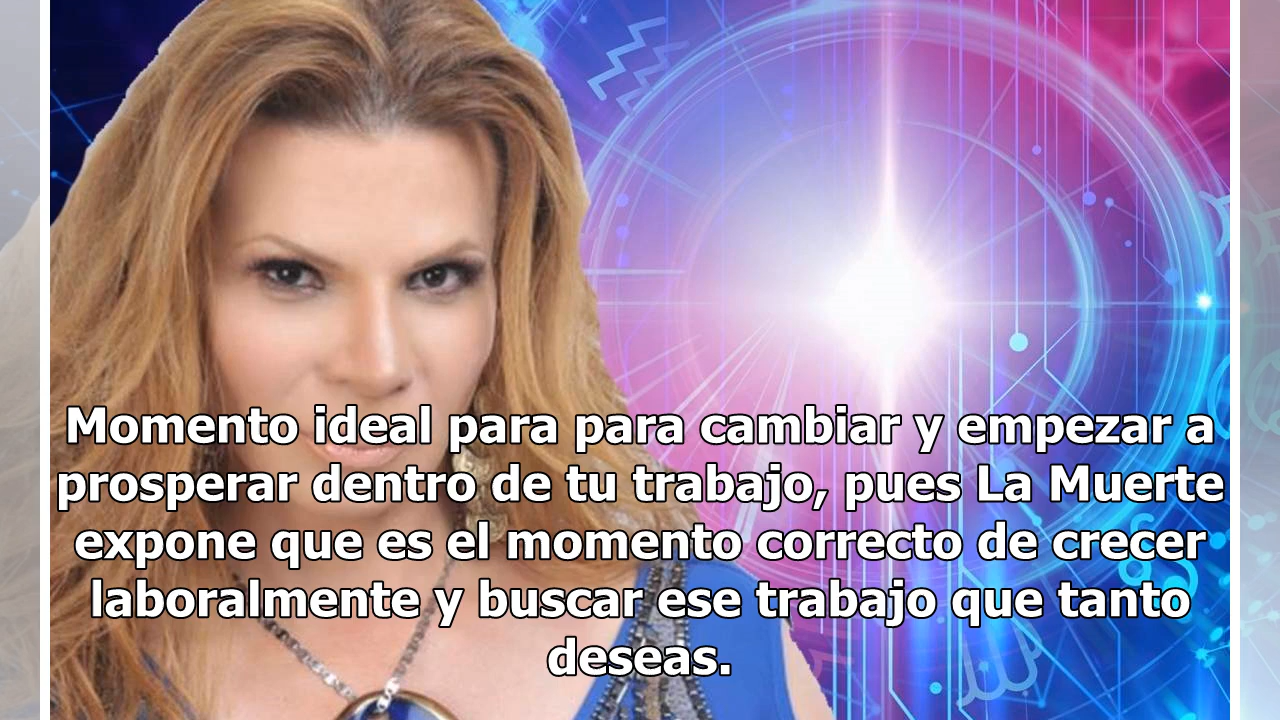 Momento ideal para para cambiar y empezar a
prosperar dentro de tu trabajo, pues La Muerte
expone que es el momento correcto de crecer
laboralmente y buscar ese trabajo que tanto
deseas.